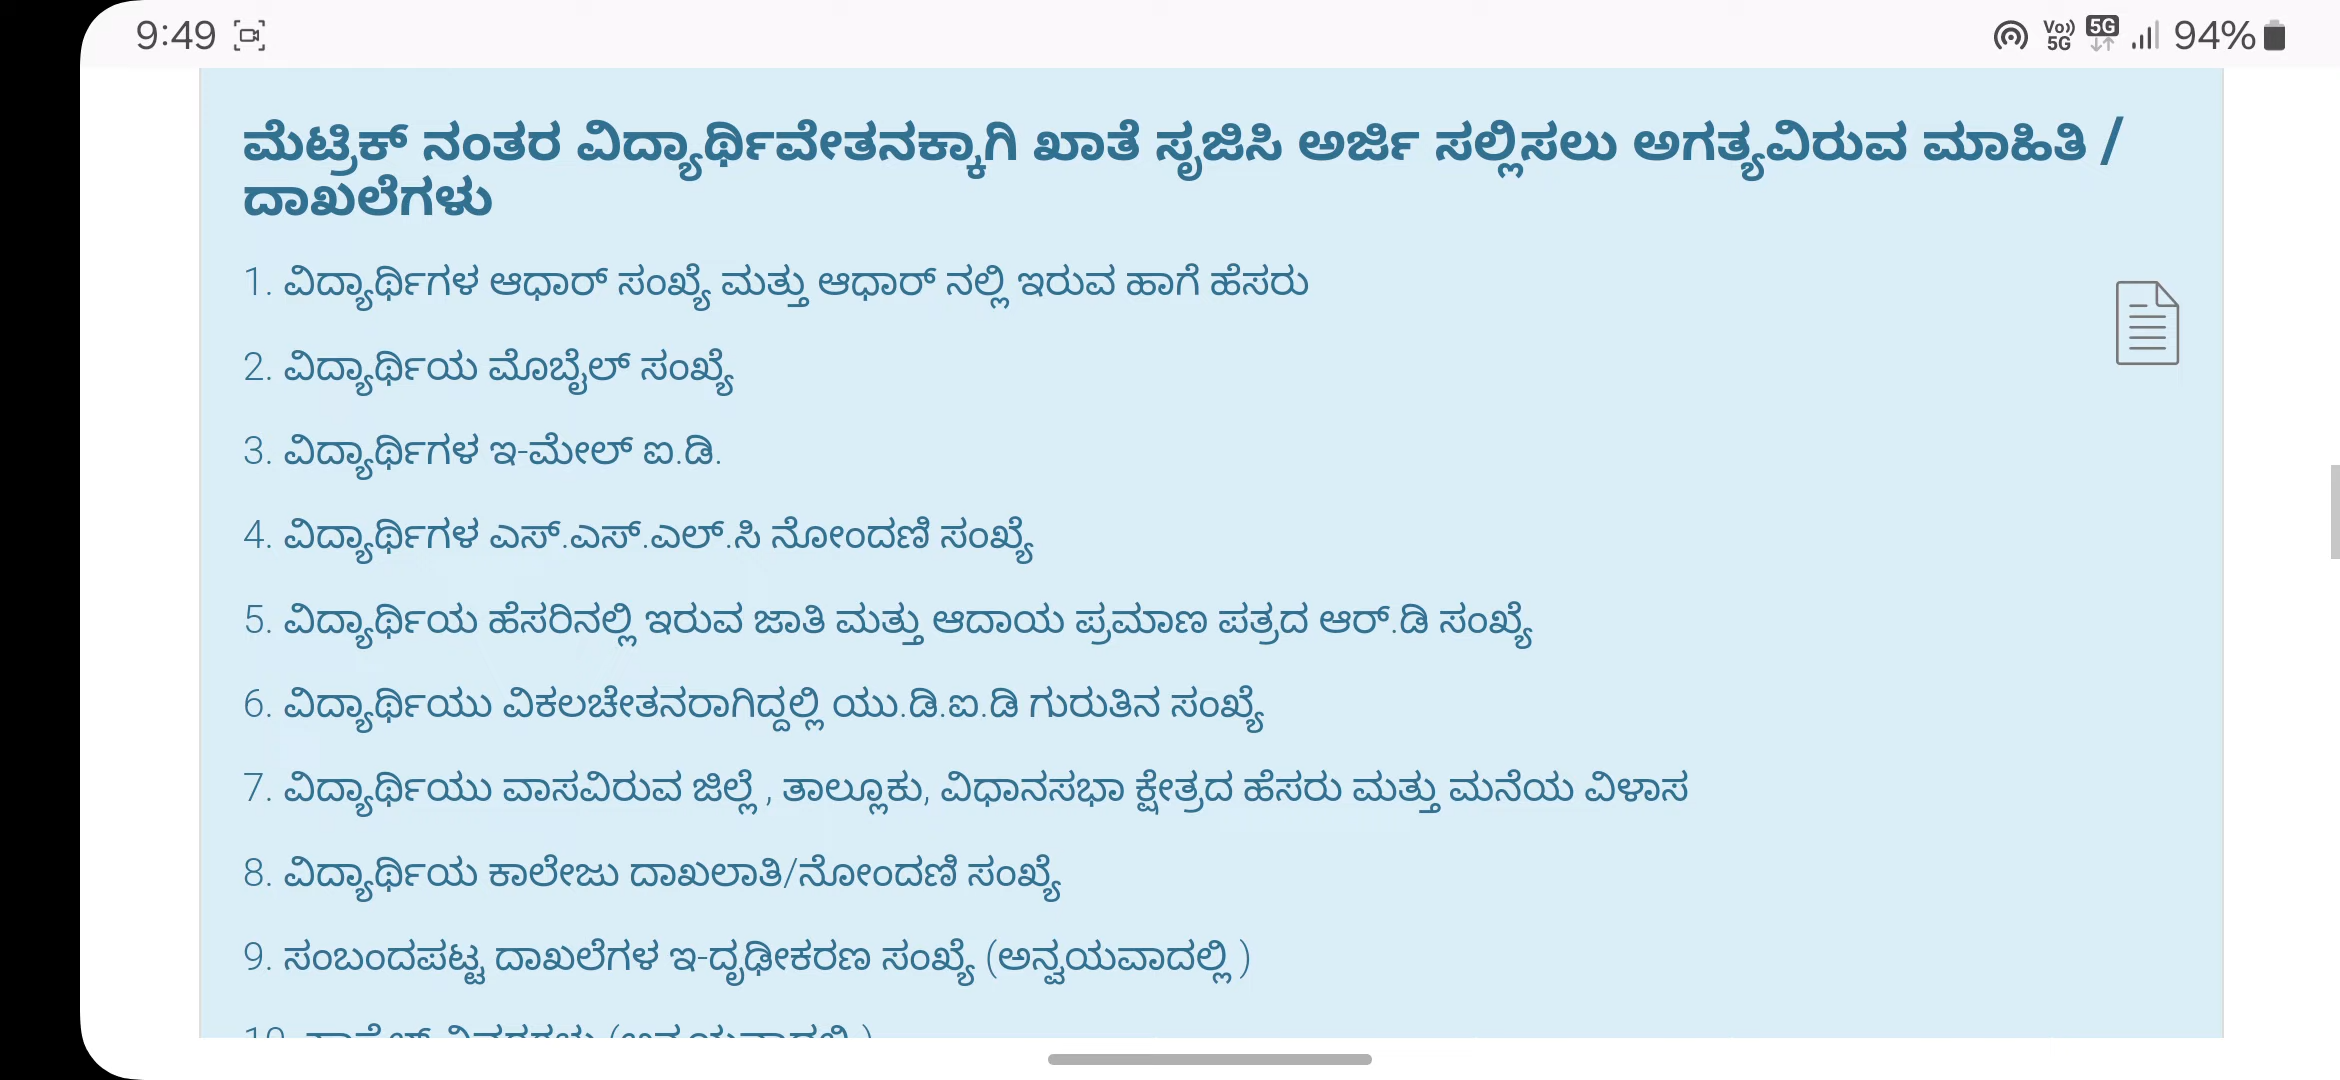 9:49
Vo)) 5G 5G 94%
ಮೆಟ್ರಿಕ್ ನಂತರ ವಿದ್ಯಾರ್ಥಿವೇತನಕ್ಕಾಗಿ ಖಾತೆ ಸೃಜಿಸಿ ಅರ್ಜಿ ಸಲ್ಲಿಸಲು ಅಗತ್ಯವಿರುವ ಮಾಹಿತಿ /
ದಾಖಲೆಗಳು
1. ವಿದ್ಯಾರ್ಥಿಗಳ ಆಧಾರ್ ಸಂಖ್ಯೆ ಮತ್ತು ಆಧಾರ್ ನಲ್ಲಿ ಇರುವ ಹಾಗೆ ಹೆಸರು
2. ವಿದ್ಯಾರ್ಥಿಯ ಮೊಬೈಲ್ ಸಂಖ್ಯೆ
3. ವಿದ್ಯಾರ್ಥಿಗಳ ಇ-ಮೇಲ್ ಐ.ಡಿ.
4. ವಿದ್ಯಾರ್ಥಿಗಳ ಎಸ್.ಎಸ್.ಎಲ್.ಸಿ ನೋಂದಣಿ ಸಂಖ್ಯೆ
5. ವಿದ್ಯಾರ್ಥಿಯ ಹೆಸರಿನಲ್ಲಿ ಇರುವ ಜಾತಿ ಮತ್ತು ಆದಾಯ ಪ್ರಮಾಣ ಪತ್ರದ ಆರ್.ಡಿ ಸಂಖ್ಯೆ
6. ವಿದ್ಯಾರ್ಥಿಯು ವಿಕಲಚೇತನರಾಗಿದ್ದಲ್ಲಿ ಯು.ಡಿ.ಐ.ಡಿ ಗುರುತಿನ ಸಂಖ್ಯೆ
7. ವಿದ್ಯಾರ್ಥಿಯು ವಾಸವಿರುವ ಜಿಲ್ಲೆ , ತಾಲ್ಲೂಕು, ವಿಧಾನಸಭಾ ಕ್ಷೇತ್ರದ ಹೆಸರು ಮತ್ತು ಮನೆಯ ವಿಳಾಸ
8. ವಿದ್ಯಾರ್ಥಿಯ ಕಾಲೇಜು ದಾಖಲಾತಿ/ನೋಂದಣಿ ಸಂಖ್ಯೆ
9. ಸಂಬಂದಪಟ್ಟ ದಾಖಲೆಗಳ ಇ-ದೃಢೀಕರಣ ಸಂಖ್ಯೆ (ಅನ್ವಯವಾದಲ್ಲಿ )